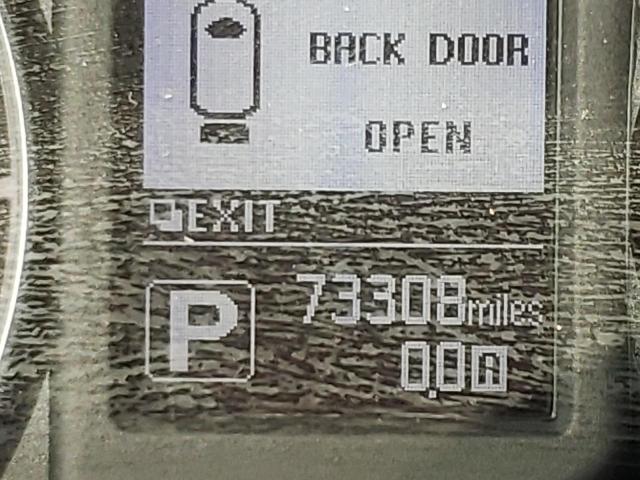 BACK DOOR
OPEN
EXIT
P
73308miles
0.0A